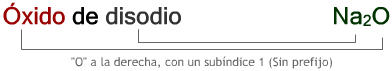 Óxido de disodio Na₂O
"O" a la derecha, con un subíndice 1 (Sin prefijo)